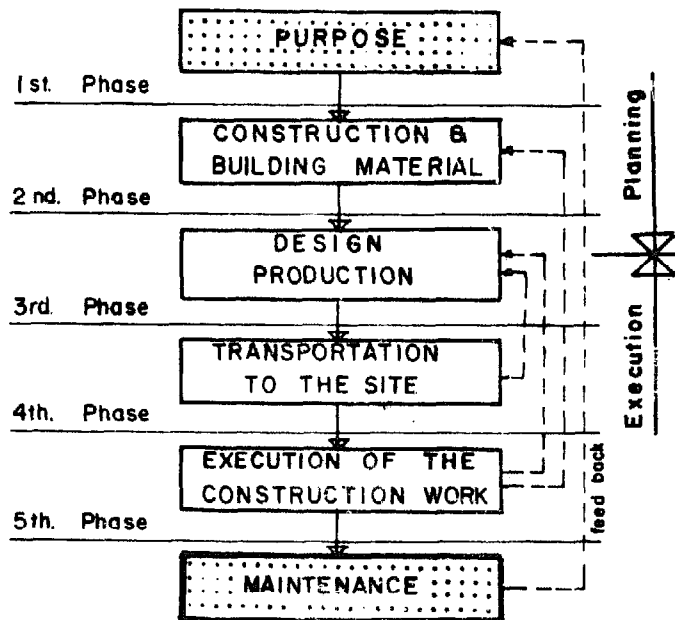 PURPOSE
1st. Phase
CONSTRUCTION &
BUILDING MATERIAL
2nd. Phase
DESIGN
PRODUCTION
3rd. Phase
TRANSPORTATION
TO THE SITE
4th. Phase
EXECUTION OF THE
CONSTRUCTION WORK
5th. Phase
MAINTENANCE
feed back
Planning
Execution